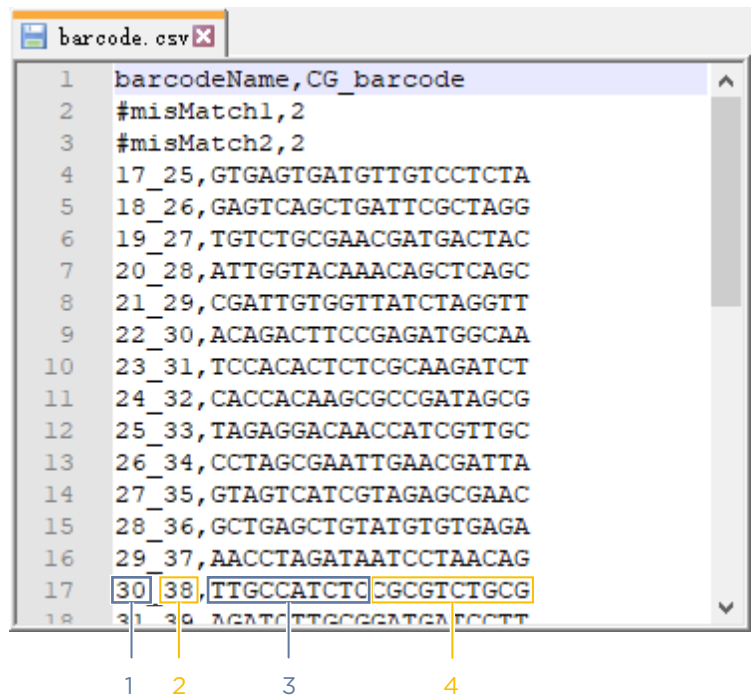 barcode.csv
1 barcodeName,CG_barcode
2 #misMatch1,2
3 #misMatch2,2
4 17_25,GTGAGTGATGTTGTCCTCTA
5 18_26,GAGTCAGCTGATTCGCTAGG
6 19_27,TGTCTGCGAACGATGACTAC
7 20_28,ATTGGTACAAACAGCTCAGC
8 21_29,CGATTGTGGTTATCTAGGTT
9 22_30,ACAGACTTCCGAGATGGCAA
10 23_31,TCCACACTCTCGCAAGATCT
11 24_32,CACCACAAGCGCCGATAGCG
12 25_33,TAGAGGACAACCATCGTTGC
13 26_34,CCTAGCGAATTGAACGATTA
14 27_35,GTAGTCATCGTAGAGCGAAC
15 28_36,GCTGAGCTGTATGTGTGAGA
16 29_37,AACCTAGATAATCCTAACAG
17 30_38,TTGCCATCTCCGCGTCTGCG
18 31_39,AGATCTTGCGGATGATCCTT
1 2 3 4